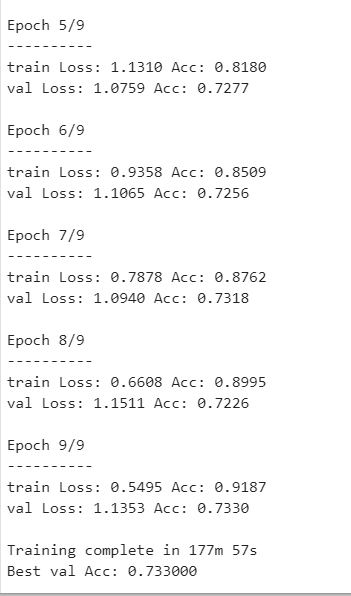 Epoch 5/9
----------
train Loss: 1.1310 Acc: 0.8180
val Loss: 1.0759 Acc: 0.7277
Epoch 6/9
----------
train Loss: 0.9358 Acc: 0.8509
val Loss: 1.1065 Acc: 0.7256
Epoch 7/9
----------
train Loss: 0.7878 Acc: 0.8762
val Loss: 1.0940 Acc: 0.7318
Epoch 8/9
----------
train Loss: 0.6608 Acc: 0.8995
val Loss: 1.1511 Acc: 0.7226
Epoch 9/9
----------
train Loss: 0.5495 Acc: 0.9187
val Loss: 1.1353 Acc: 0.7330
Training complete in 177m 57s
Best val Acc: 0.733000